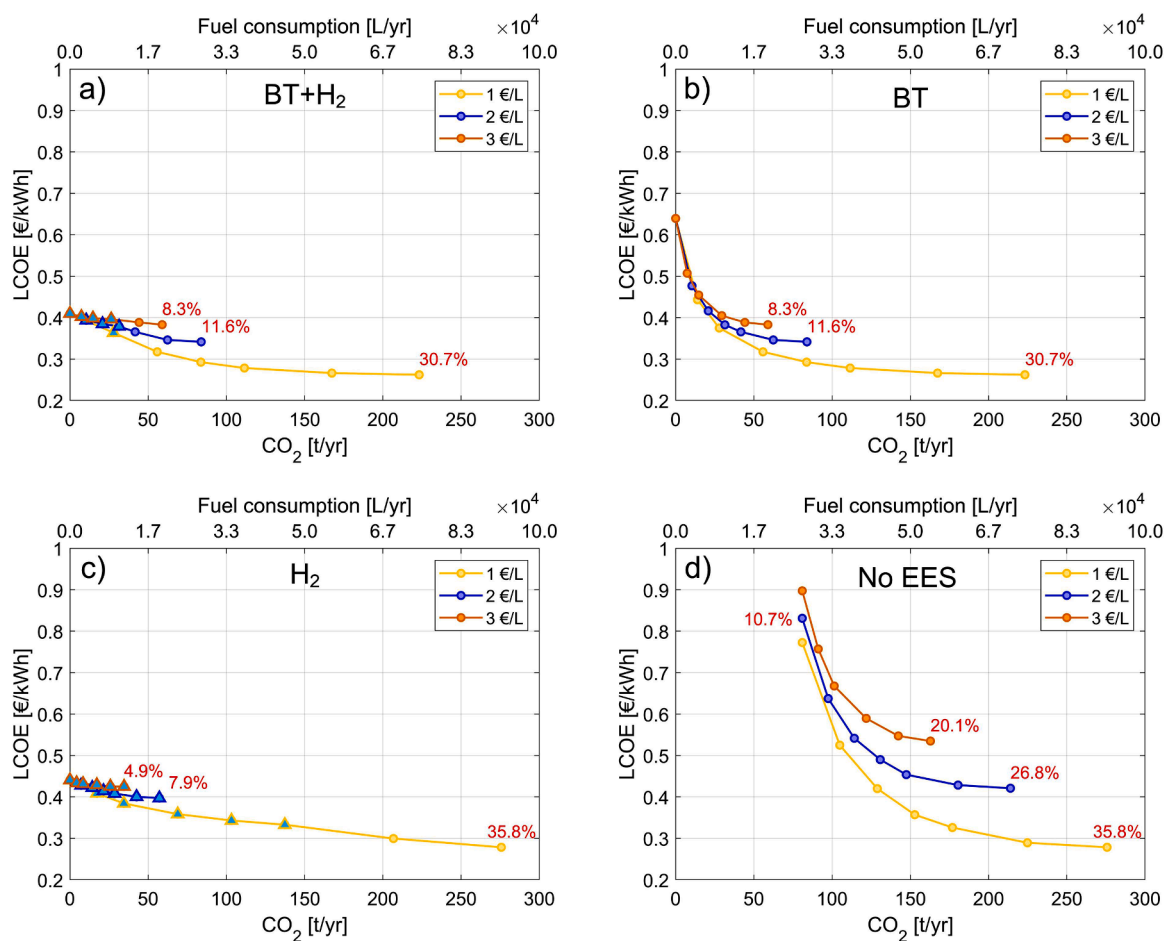 Fuel consumption [L/yr] ×10⁴
0.0 1.7 3.3 5.0 6.7 8.3 10.0
a) BT+H₂
1 €/L
2 €/L
3 €/L
LCOE [€/kWh]
1
0.9
0.8
0.7
0.6
0.5
0.4
0.3
0.2
8.3%
11.6%
30.7%
0 50 100 150 200 250 300
CO₂ [t/yr]
Fuel consumption [L/yr] ×10⁴
0.0 1.7 3.3 5.0 6.7 8.3 10.0
b) BT
1 €/L
2 €/L
3 €/L
LCOE [€/kWh]
1
0.9
0.8
0.7
0.6
0.5
0.4
0.3
0.2
8.3%
11.6%
30.7%
0 50 100 150 200 250 300
CO₂ [t/yr]
Fuel consumption [L/yr] ×10⁴
0.0 1.7 3.3 5.0 6.7 8.3 10.0
c) H₂
1 €/L
2 €/L
3 €/L
LCOE [€/kWh]
1
0.9
0.8
0.7
0.6
0.5
0.4
0.3
0.2
4.9%
7.9%
35.8%
0 50 100 150 200 250 300
CO₂ [t/yr]
Fuel consumption [L/yr] ×10⁴
0.0 1.7 3.3 5.0 6.7 8.3 10.0
d) No EES
1 €/L
2 €/L
3 €/L
LCOE [€/kWh]
1
0.9
0.8
0.7
0.6
0.5
0.4
0.3
0.2
10.7%
20.1%
26.8%
35.8%
0 50 100 150 200 250 300
CO₂ [t/yr]